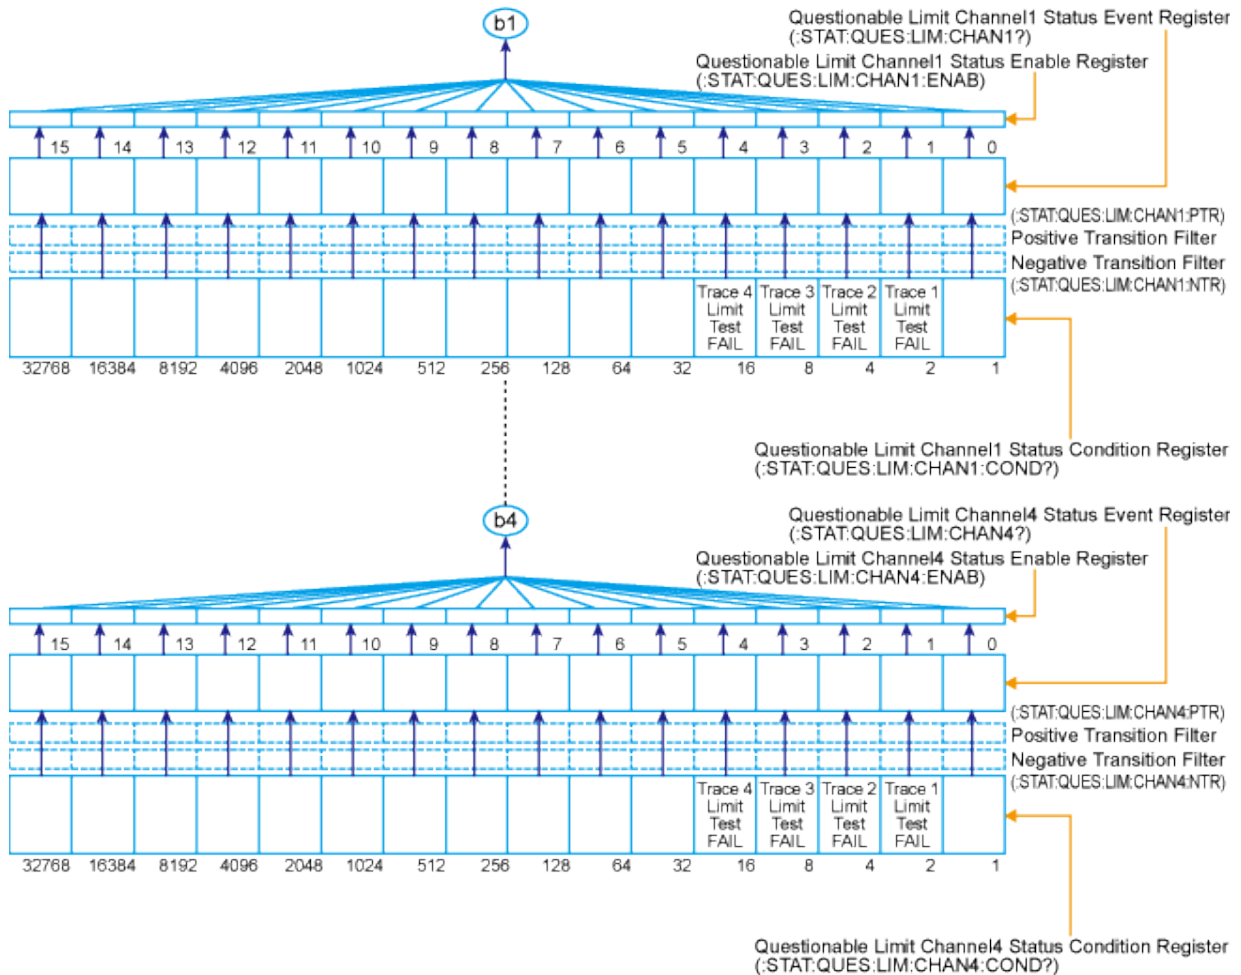 b1
Questionable Limit Channel1 Status Event Register
(:STAT:QUES:LIM:CHAN1?)
Questionable Limit Channel1 Status Enable Register
(:STAT:QUES:LIM:CHAN1:ENAB)
15 14 13 12 11 10 9 8 7 6 5 4 3 2 1 0
(:STAT:QUES:LIM:CHAN1:PTR)
Positive Transition Filter
Negative Transition Filter
(:STAT:QUES:LIM:CHAN1:NTR)
Trace 4 Trace 3 Trace 2 Trace 1
Limit Limit Limit Limit
Test Test Test Test
FAIL FAIL FAIL FAIL
32768 16384 8192 4096 2048 1024 512 256 128 64 32 16 8 4 2 1
Questionable Limit Channel1 Status Condition Register
(:STAT:QUES:LIM:CHAN1:COND?)
b4
Questionable Limit Channel4 Status Event Register
(:STAT:QUES:LIM:CHAN4?)
Questionable Limit Channel4 Status Enable Register
(:STAT:QUES:LIM:CHAN4:ENAB)
15 14 13 12 11 10 9 8 7 6 5 4 3 2 1 0
(:STAT:QUES:LIM:CHAN4:PTR)
Positive Transition Filter
Negative Transition Filter
(:STAT:QUES:LIM:CHAN4:NTR)
Trace 4 Trace 3 Trace 2 Trace 1
Limit Limit Limit Limit
Test Test Test Test
FAIL FAIL FAIL FAIL
32768 16384 8192 4096 2048 1024 512 256 128 64 32 16 8 4 2 1
Questionable Limit Channel4 Status Condition Register
(:STAT:QUES:LIM:CHAN4:COND?)